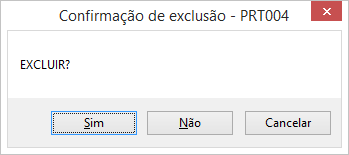 Confirmação de exclusão - PRT004
EXCLUIR?
Sim Não Cancelar